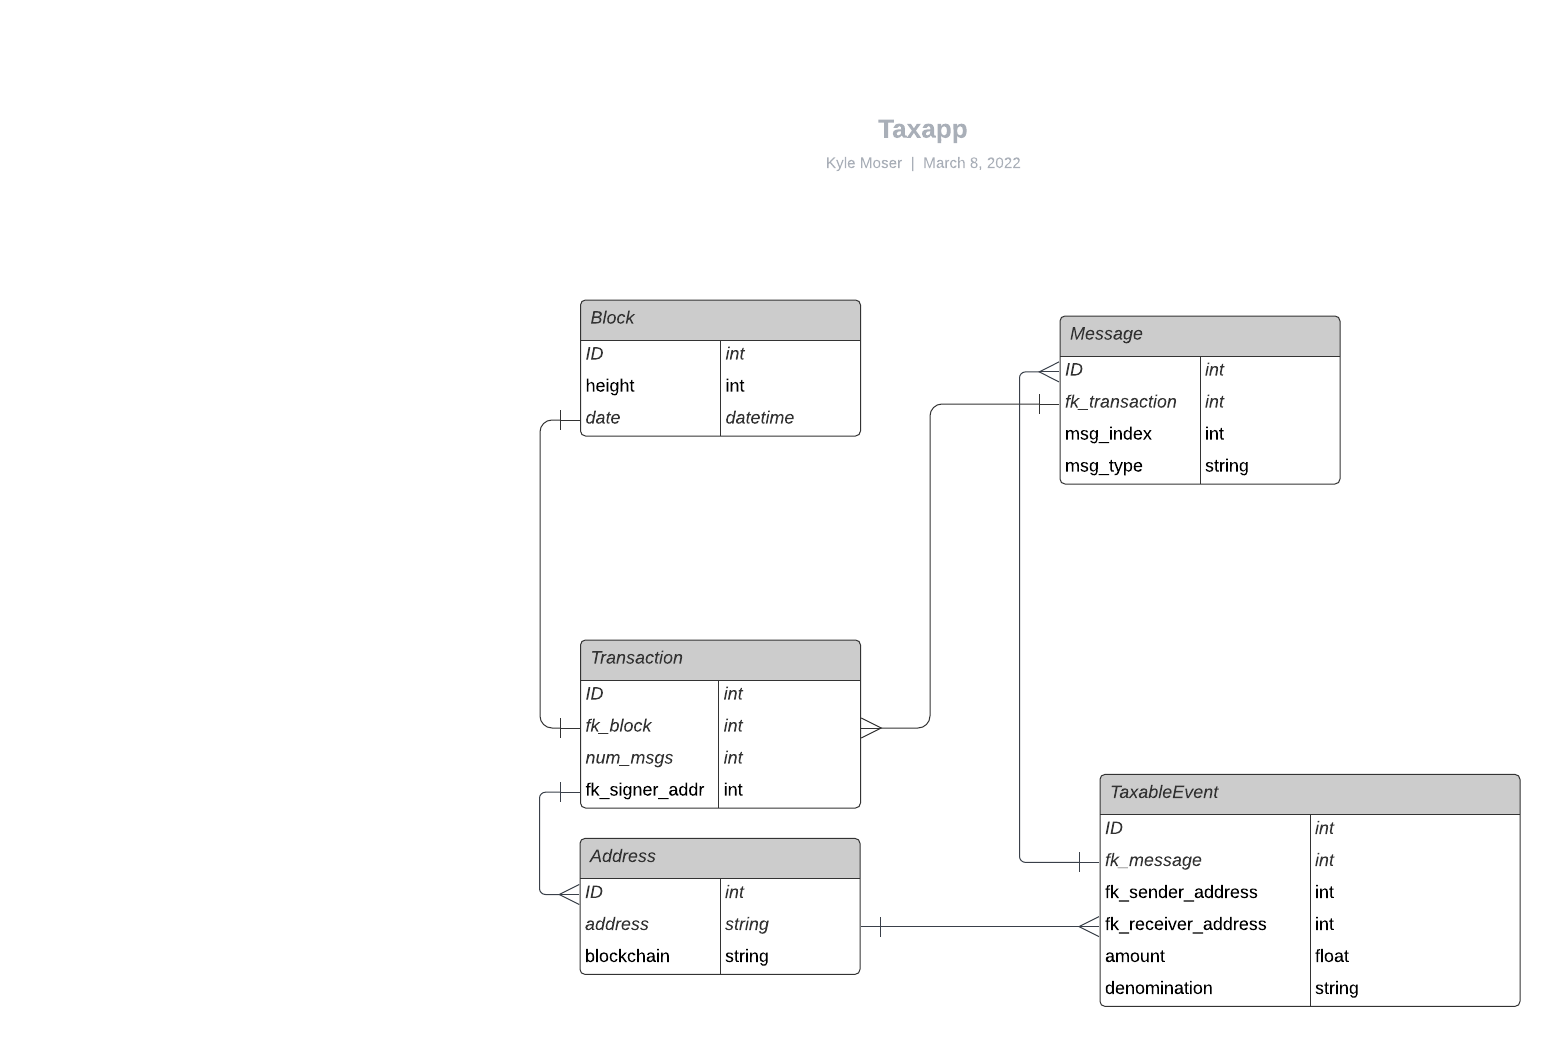 Taxapp
Kyle Moser | March 8, 2022
Block
ID int
height int
date datetime
Message
ID int
fk_transaction int
msg_index int
msg_type string
Transaction
ID int
fk_block int
num_msgs int
fk_signer_addr int
Address
ID int
address string
blockchain string
TaxableEvent
ID int
fk_message int
fk_sender_address int
fk_receiver_address int
amount float
denomination string